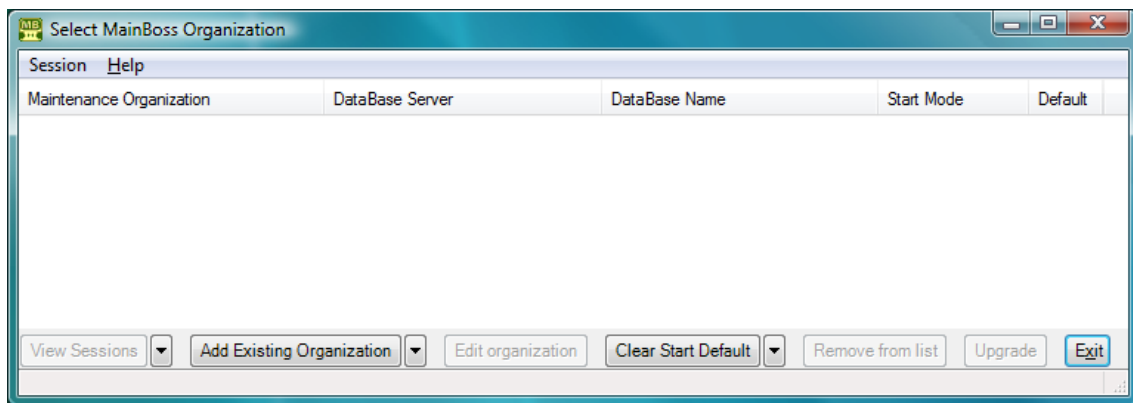 MB Select MainBoss Organization
Session Help
Maintenance Organization DataBase Server DataBase Name Start Mode Default
View Sessions Add Existing Organization Edit organization Clear Start Default Remove from list Upgrade Exit